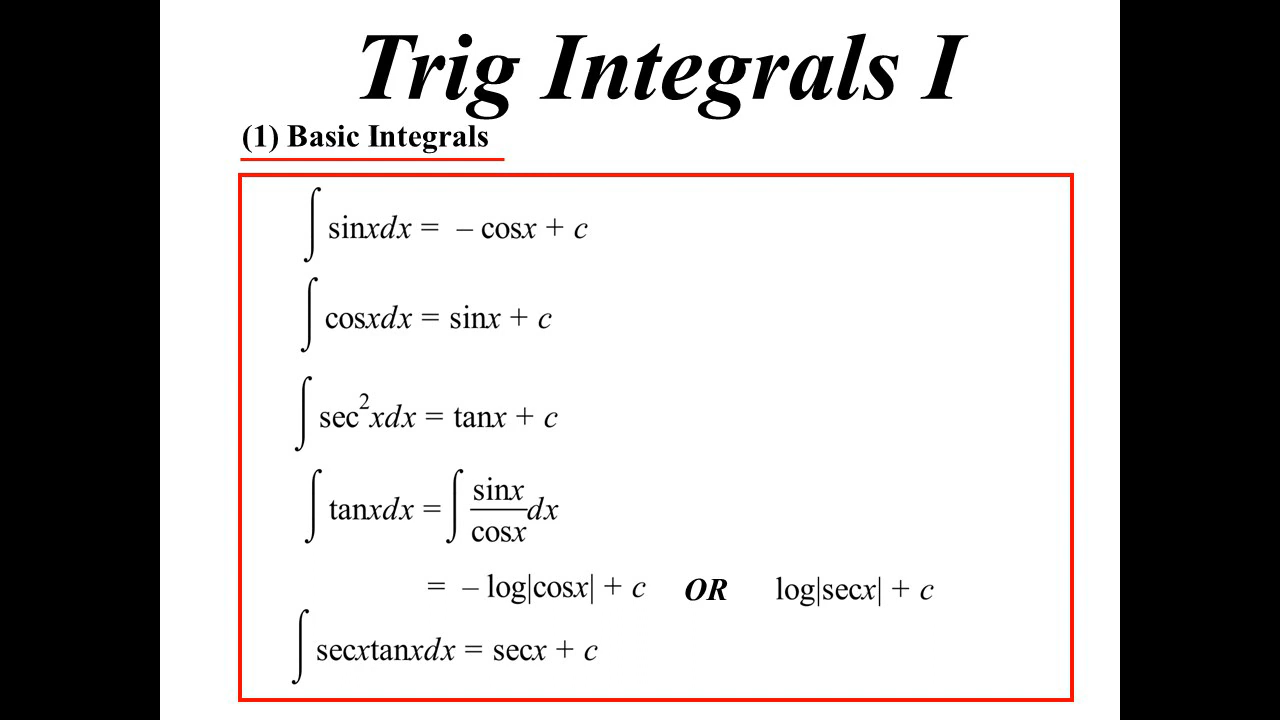 Trig Integrals I
(1) Basic Integrals
∫ sinxdx = – cosx + c
∫ cosxdx = sinx + c
∫ sec²xdx = tanx + c
∫ tanxdx = ∫ sinx/cosx dx
= – log|cosx| + c OR log|secx| + c
∫ secxtanxdx = secx + c